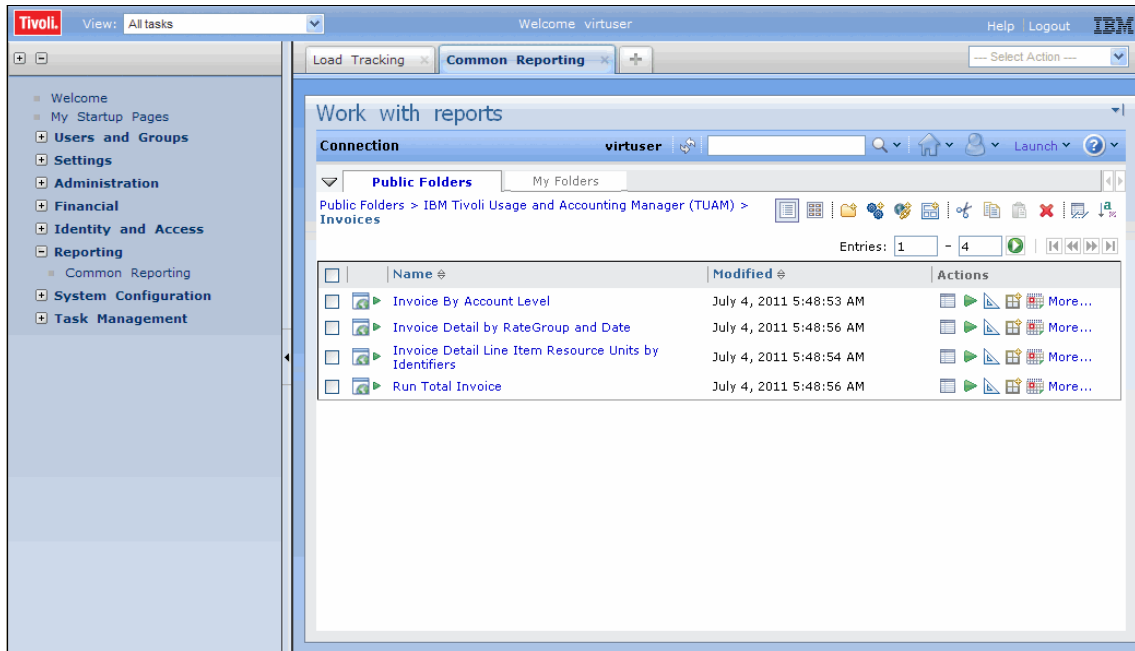 Tivoli. View: All tasks Welcome virtuser Help Logout IBM
Load Tracking Common Reporting --- Select Action ---
Welcome
My Startup Pages
Users and Groups
Settings
Administration
Financial
Identity and Access
Reporting
Common Reporting
System Configuration
Task Management
Work with reports
Connection virtuser Launch
Public Folders My Folders
Public Folders > IBM Tivoli Usage and Accounting Manager (TUAM) >
Invoices
Entries: 1 - 4
Name Modified Actions
Invoice By Account Level July 4, 2011 5:48:53 AM More...
Invoice Detail by RateGroup and Date July 4, 2011 5:48:56 AM More...
Invoice Detail Line Item Resource Units by
Identifiers July 4, 2011 5:48:54 AM More...
Run Total Invoice July 4, 2011 5:48:56 AM More...